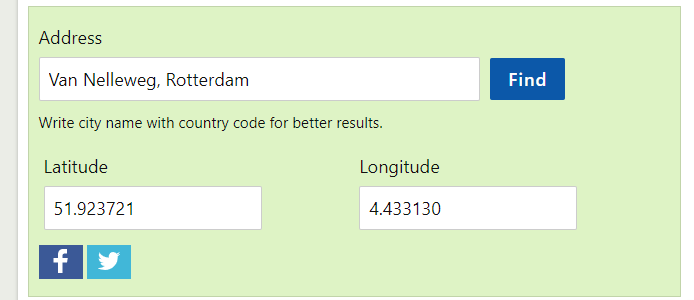 Address
Van Nelleweg, Rotterdam
Find
Write city name with country code for better results.
Latitude
Longitude
51.923721
4.433130